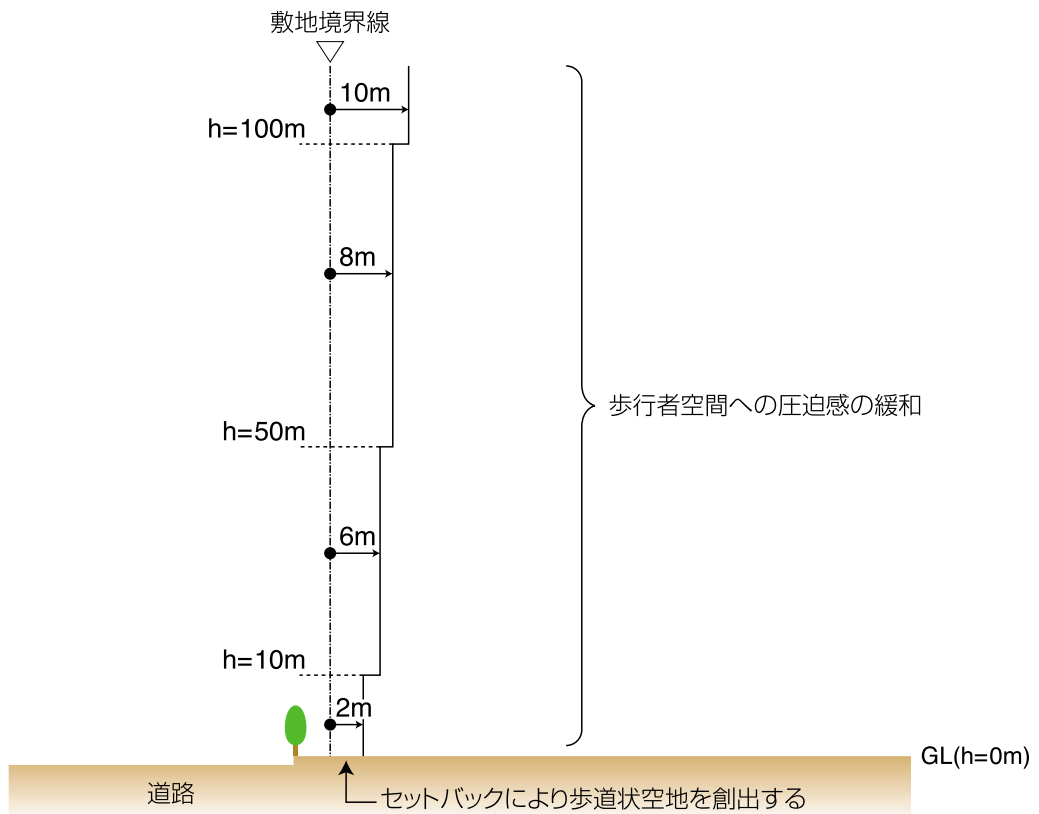 敷地境界線
10m
h=100m
8m
h=50m
歩行者空間への圧迫感の緩和
6m
h=10m
2m
GL(h=0m)
道路
セットバックにより歩道状空地を創出する